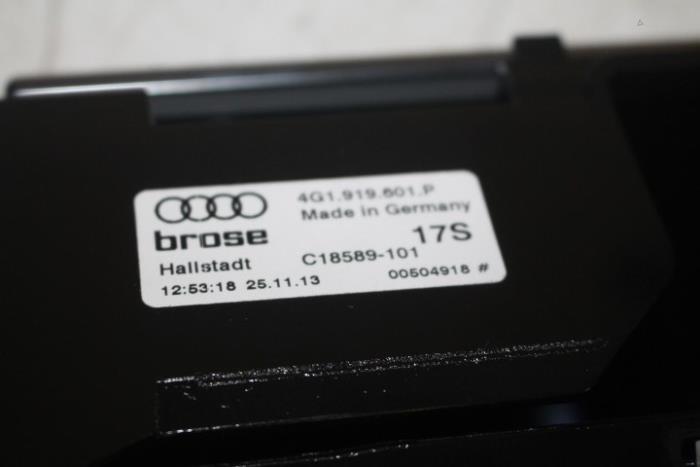 4G1.919.601.P
Made in Germany
brose
17S
Hallstadt
C18589-101
12:53:18 25.11.13
00504918 #